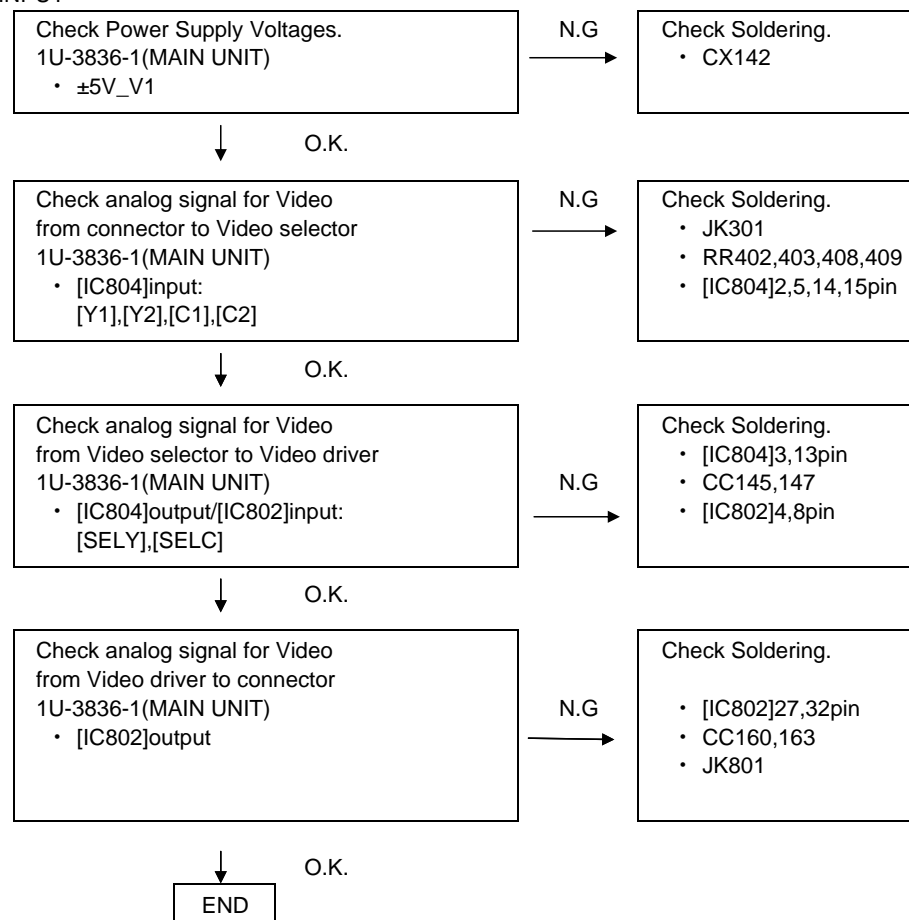 Check Power Supply Voltages.
1U-3836-1(MAIN UNIT)
・ ±5V_V1
N.G
Check Soldering.
・ CX142
O.K.
Check analog signal for Video
from connector to Video selector
1U-3836-1(MAIN UNIT)
・ [IC804]input:
[Y1],[Y2],[C1],[C2]
N.G
Check Soldering.
・ JK301
・ RR402,403,408,409
・ [IC804]2,5,14,15pin
O.K.
Check analog signal for Video
from Video selector to Video driver
1U-3836-1(MAIN UNIT)
・ [IC804]output/[IC802]input:
[SELY],[SELC]
N.G
Check Soldering.
・ [IC804]3,13pin
・ CC145,147
・ [IC802]4,8pin
O.K.
Check analog signal for Video
from Video driver to connector
1U-3836-1(MAIN UNIT)
・ [IC802]output
N.G
Check Soldering.
・ [IC802]27,32pin
・ CC160,163
・ JK801
O.K.
END